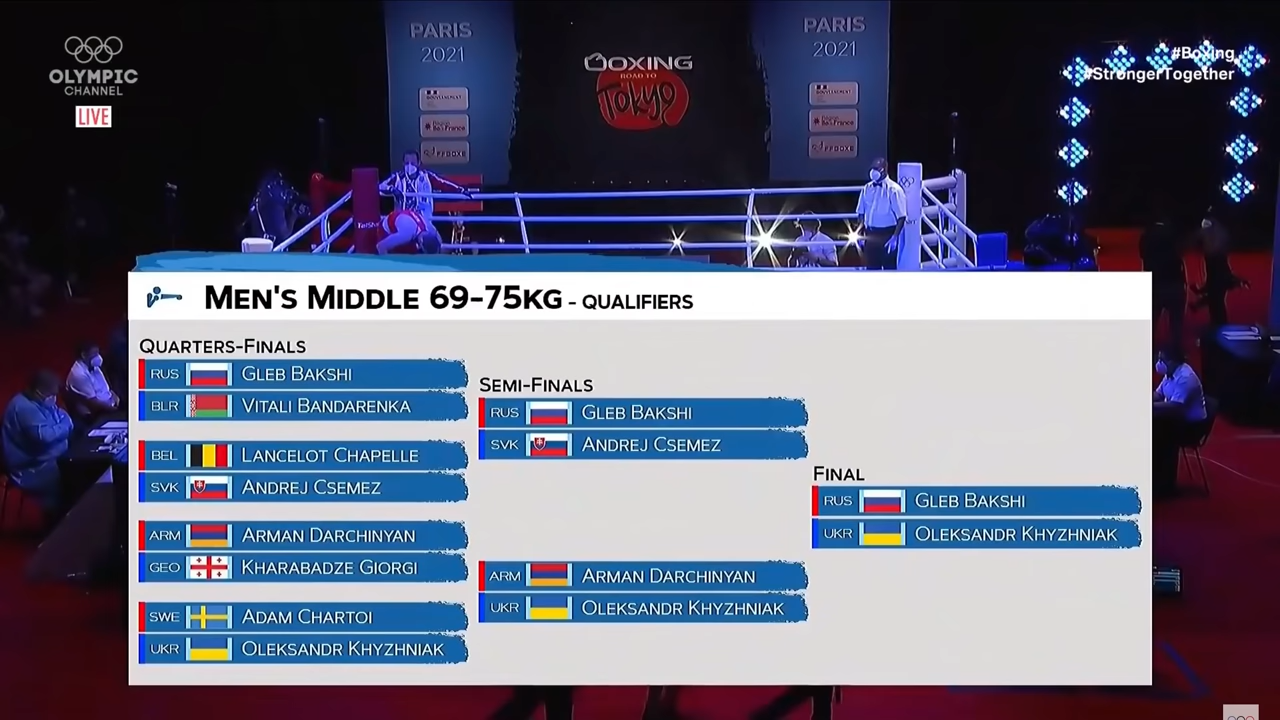 PARIS
2021
PARIS
2021
OLYMPIC
CHANNEL
LIVE
BOXING
ROAD TO
Tokyo
#Boxing
#StrongerTogether
MEN'S MIDDLE 69-75KG - QUALIFIERS
QUARTERS-FINALS
RUS GLEB BAKSHI
BLR VITALI BANDARENKA
BEL LANCELOT CHAPELLE
SVK ANDREJ CSEMEZ
ARM ARMAN DARCHINYAN
GEO KHARABADZE GIORGI
SWE ADAM CHARTOI
UKR OLEKSANDR KHYZHNIAK
SEMI-FINALS
RUS GLEB BAKSHI
SVK ANDREJ CSEMEZ
ARM ARMAN DARCHINYAN
UKR OLEKSANDR KHYZHNIAK
FINAL
RUS GLEB BAKSHI
UKR OLEKSANDR KHYZHNIAK